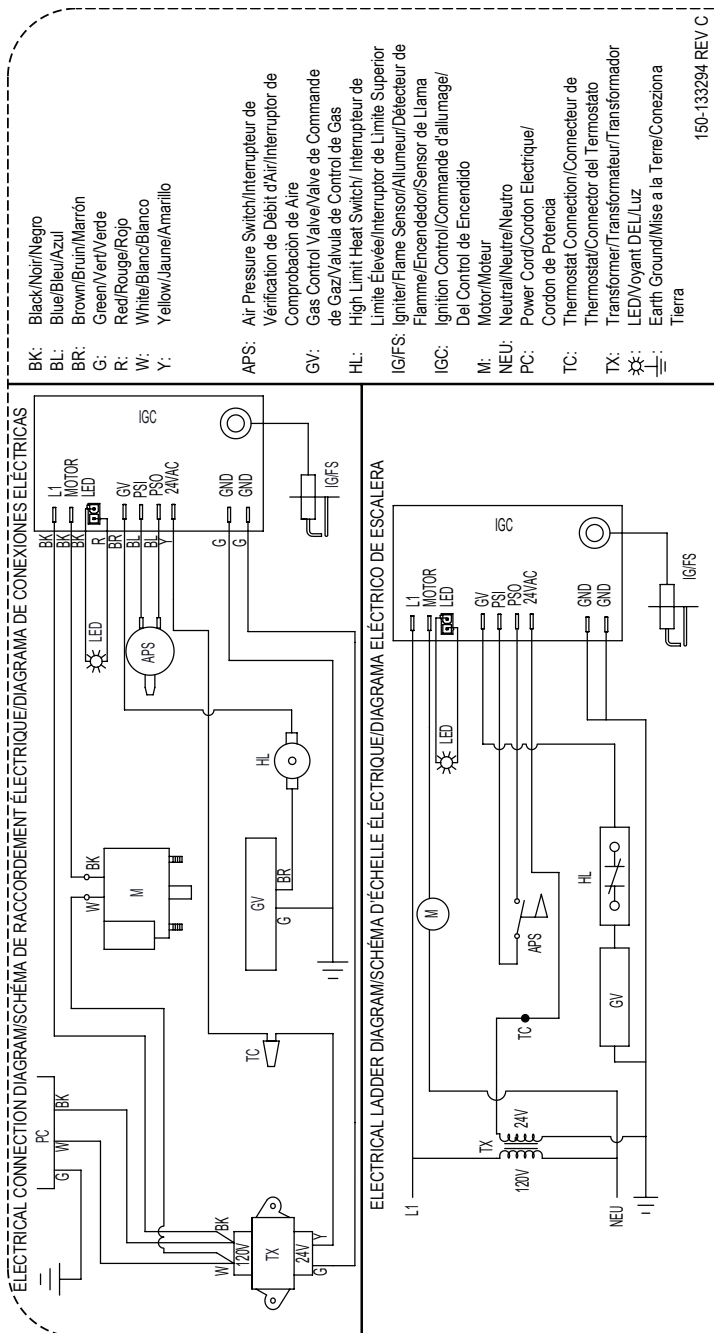 ELECTRICAL CONNECTION DIAGRAM/SCHÉMA DE RACCORDEMENT ÉLECTRIQUE/DIAGRAMA DE CONEXIONES ELÉCTRICAS
PC
G
W
BK
W
BK
120V
TX
24V
G
Y
W
BK
M
TC
GV
G
BR
HL
APS
LED
BK
BK
BK
R
BR
BL
BL
Y
G
G
L1
MOTOR
LED
GV
PSI
PSO
24VAC
GND
GND
IGC
IG/FS
ELECTRICAL LADDER DIAGRAM/SCHÉMA D'ÉCHELLE ÉLECTRIQUE/DIAGRAMA ELÉCTRICO DE ESCALERA
L1
NEU
120V
TX
24V
TC
M
APS
GV
HL
LED
L1
MOTOR
LED
GV
PSI
PSO
24VAC
GND
GND
IGC
IG/FS
BK: Black/Noir/Negro
BL: Blue/Bleu/Azul
BR: Brown/Bruin/Marrón
G: Green/Vert/Verde
R: Red/Rouge/Rojo
W: White/Blanc/Blanco
Y: Yellow/Jaune/Amarillo
APS: Air Pressure Switch/Interrupteur de
Vérification de Débit d'Air/Interruptor de
Comprobación de Aire
GV: Gas Control Valve/Valve de Commande
de Gaz/Valvula de Control de Gas
HL: High Limit Heat Switch/ Interrupteur de
Limite Élevée/Interruptor de Limite Superior
IG/FS: Igniter/Flame Sensor/Allumeur/Détecteur de
Flamme/Encendedor/Sensor de Llama
IGC: Ignition Control/Commande d'allumage/
Del Control de Encendido
M: Motor/Moteur
NEU: Neutral/Neutre/Neutro
PC: Power Cord/Cordon Electrique/
Cordon de Potencia
TC: Thermostat Connection/Connecteur de
Thermostat/Connector del Termostato
TX: Transformer/Transformateur/Transformador
: LED/Voyant DEL/Luz
: Earth Ground/Mise a la Terre/Coneziona
Tierra
150-133294 REV C